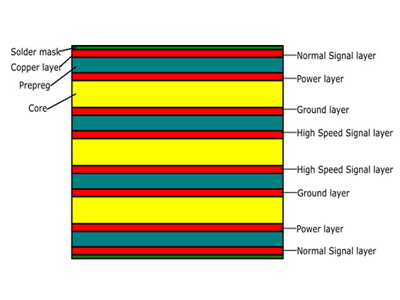 Solder mask
Copper layer
Prepreg
Core
Normal Signal layer
Power layer
Ground layer
High Speed Signal layer
High Speed Signal layer
Ground layer
Power layer
Normal Signal layer